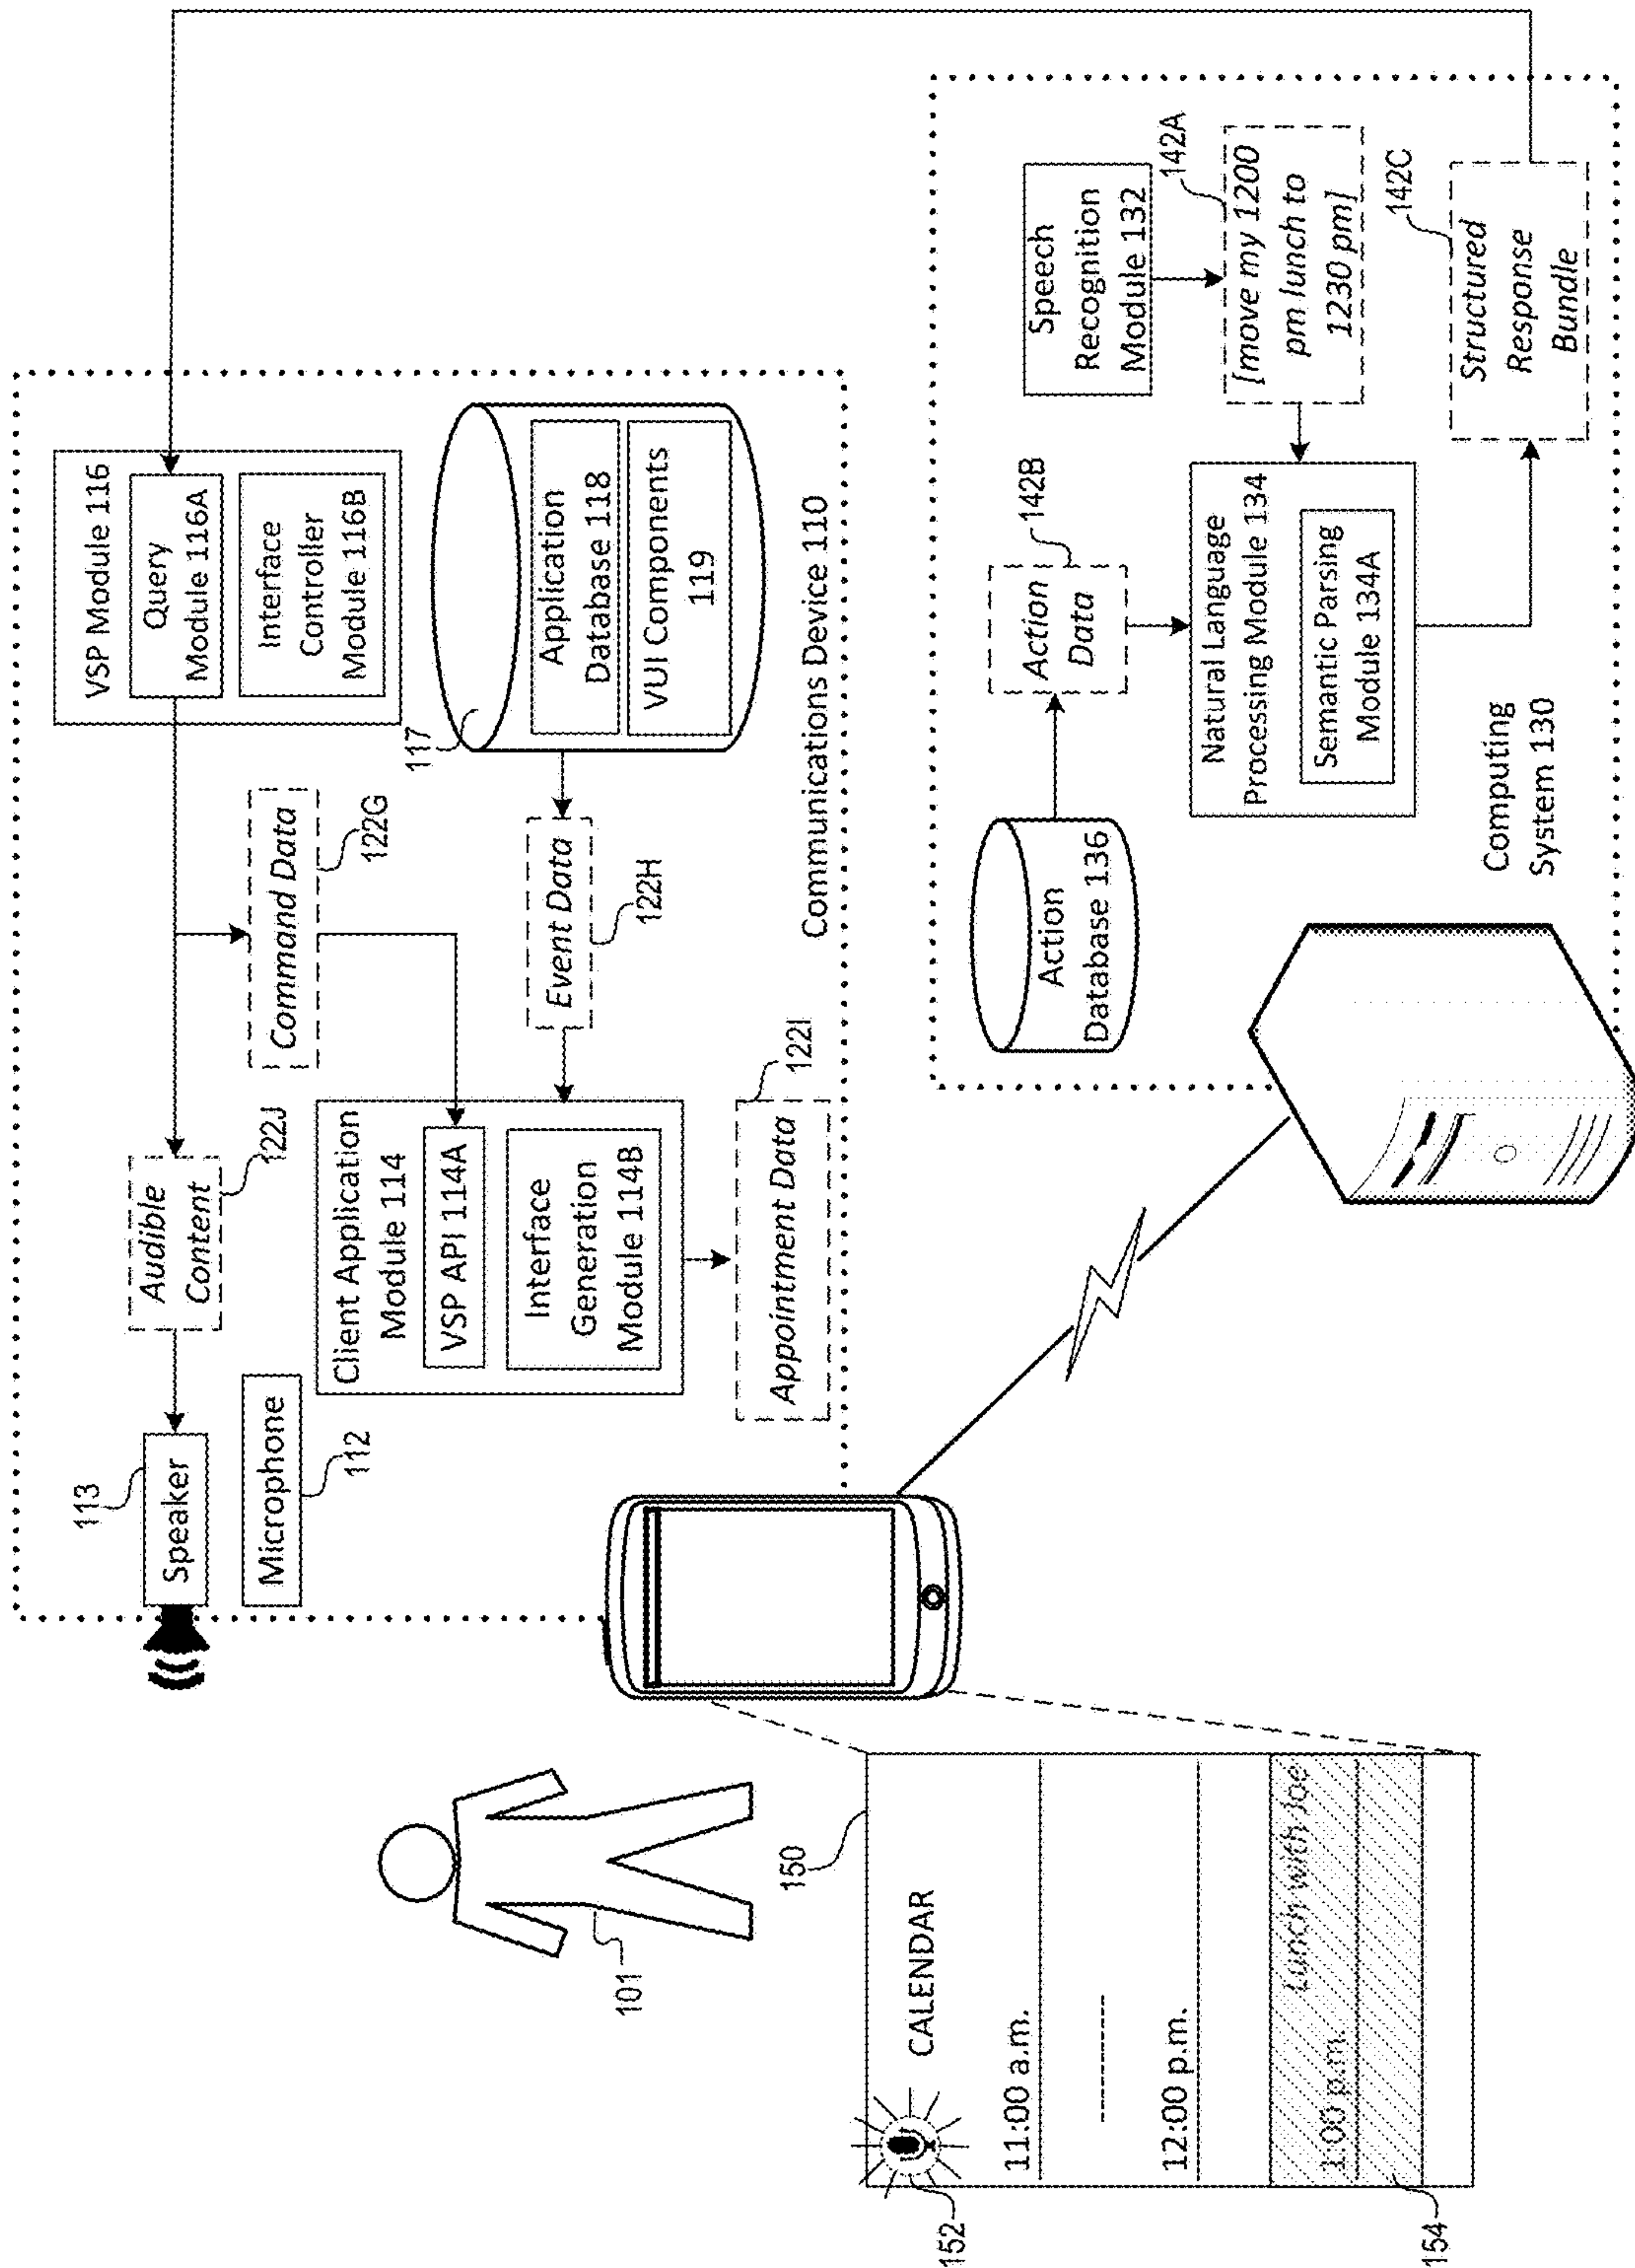 113
Speaker
Microphone
112
Audible
Content
122J
Command Data
122G
VSP Module 116
Query
Module 116A
Interface
Controller
Module 116B
Client Application
Module 114
VSP API 114A
Interface
Generation
Module 114B
Event Data
122H
117
Application
Database 118
VUI Components
119
Appointment Data
122I
Communications Device 110
101
150
CALENDAR
11:00 a.m.
12:00 p.m.
Lunch with Joe
1:00 p.m.
152
154
Action
Database 136
Action
Data
142B
Speech
Recognition
Module 132
142A
[move my 1200
pm lunch to
1230 pm]
Natural Language
Processing Module 134
Semantic Parsing
Module 134A
142C
Structured
Response
Bundle
Computing
System 130